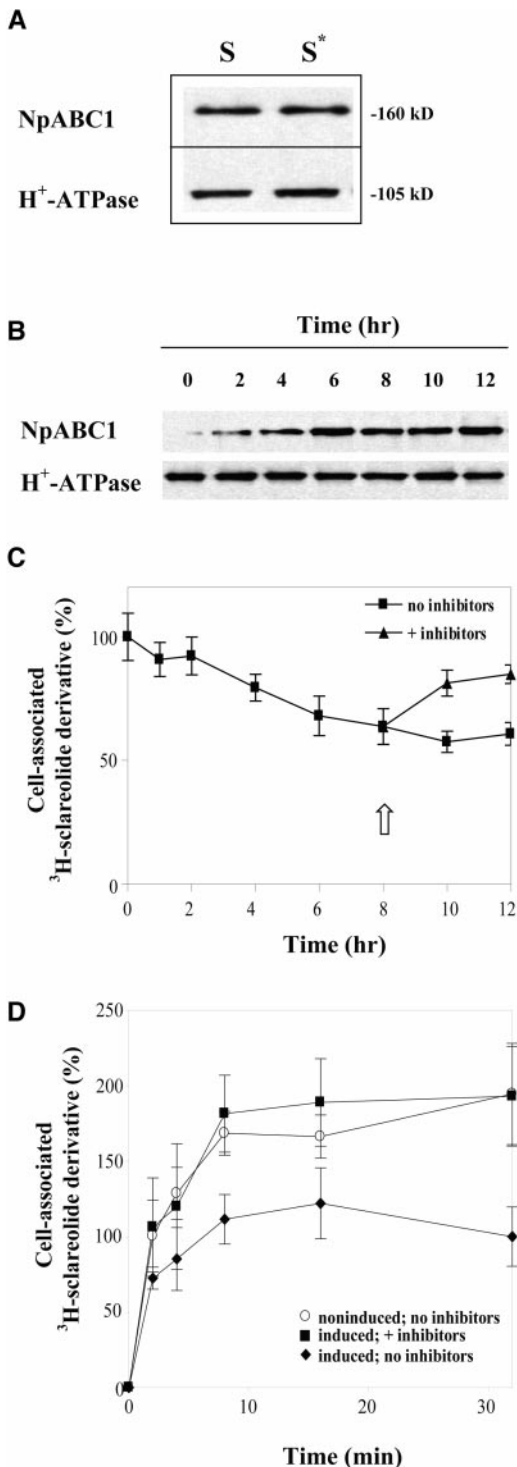 A
S S*
NpABC1 -160 kD
H+-ATPase -105 kD
B
Time (hr)
0 2 4 6 8 10 12
NpABC1
H+-ATPase
C
Cell-associated
3H-sclareolide derivative (%)
100
50
0
no inhibitors
+ inhibitors
0 2 4 6 8 10 12
Time (hr)
D
Cell-associated
3H-sclareolide derivative (%)
250
200
150
100
50
0
noninduced; no inhibitors
induced; + inhibitors
induced; no inhibitors
0 10 20 30
Time (min)